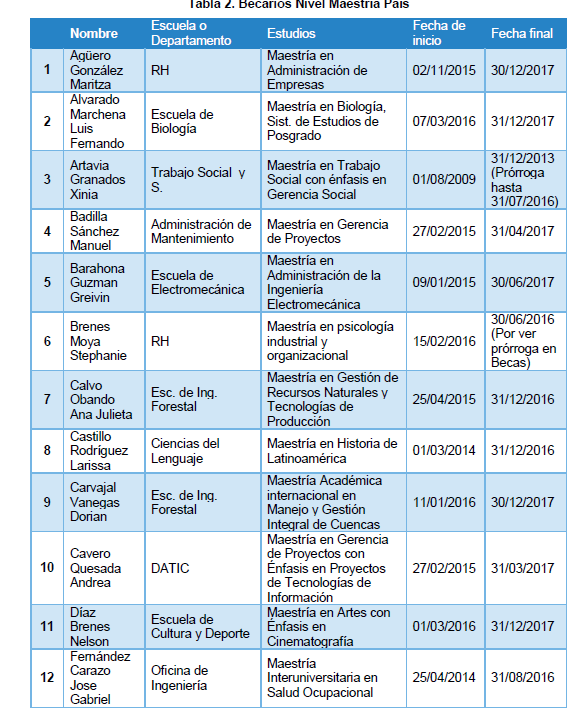 Tabla 2. Becarios Nivel Maestría País
Nombre Escuela o Departamento Estudios Fecha de inicio Fecha final
1 Agüero González Maritza RH Maestría en Administración de Empresas 02/11/2015 30/12/2017
2 Alvarado Marchena Luis Fernando Escuela de Biología Maestría en Biología, Sist. de Estudios de Posgrado 07/03/2016 31/12/2017
3 Artavia Granados Xinia Trabajo Social y S. Maestría en Trabajo Social con énfasis en Gerencia Social 01/08/2009 31/12/2013 (Prórroga hasta 31/07/2016)
4 Badilla Sánchez Manuel Administración de Mantenimiento Maestría en Gerencia de Proyectos 27/02/2015 31/04/2017
5 Barahona Guzman Greivin Escuela de Electromecánica Maestría en Administración de la Ingeniería Electromecánica 09/01/2015 30/06/2017
6 Brenes Moya Stephanie RH Maestría en psicología industrial y organizacional 15/02/2016 30/06/2016 (Por ver prórroga en Becas)
7 Calvo Obando Ana Julieta Esc. de Ing. Forestal Maestría en Gestión de Recursos Naturales y Tecnologías de Producción 25/04/2015 31/12/2016
8 Castillo Rodríguez Larissa Ciencias del Lenguaje Maestría en Historia de Latinoamérica 01/03/2014 31/12/2016
9 Carvajal Vanegas Dorian Esc. de Ing. Forestal Maestría Académica internacional en Manejo y Gestión Integral de Cuencas 11/01/2016 30/12/2017
10 Cavero Quesada Andrea DATIC Maestría en Gerencia de Proyectos con Énfasis en Proyectos de Tecnologías de Información 27/02/2015 31/03/2017
11 Díaz Brenes Nelson Escuela de Cultura y Deporte Maestría en Artes con Énfasis en Cinematografía 01/03/2016 31/12/2017
12 Fernández Carazo Jose Gabriel Oficina de Ingeniería Maestría Interuniversitaria en Salud Ocupacional 25/04/2014 31/08/2016